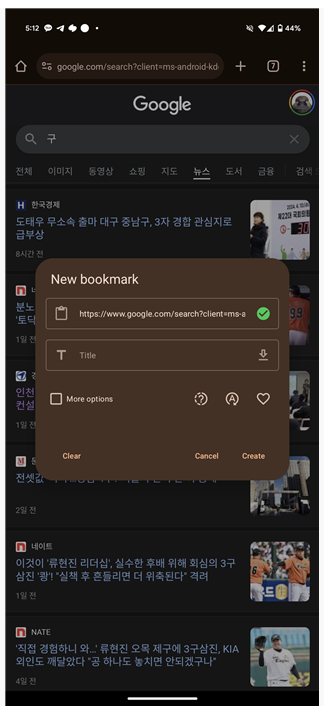 5:12
44%
google.com/search?client=ms-android-kd
7
Google
구
전체 이미지 동영상 쇼핑 지도 뉴스 도서 금융 검색
한국경제
도태우 무소속 출마 대구 중남구, 3자 경합 관심지로
급부상
8시간 전
New bookmark
분노
https://www.google.com/search?client=ms-a
'토닥
1일 전
Title
인천
More options
컨설
1일 전
Clear Cancel Create
전셋값
2일 전
네이트
이것이 '류현진 리더십', 실수한 후배 위해 회심의 3구
삼진 '쾅'! "실책 후 흔들리면 더 위축된다" 격려
1일 전
NATE
'직접 경험하니 와…' 류현진 오목 제구에 3구삼진, KIA
외인도 깨달았다 "공 하나도 놓치면 안되겠구나"
4일 전